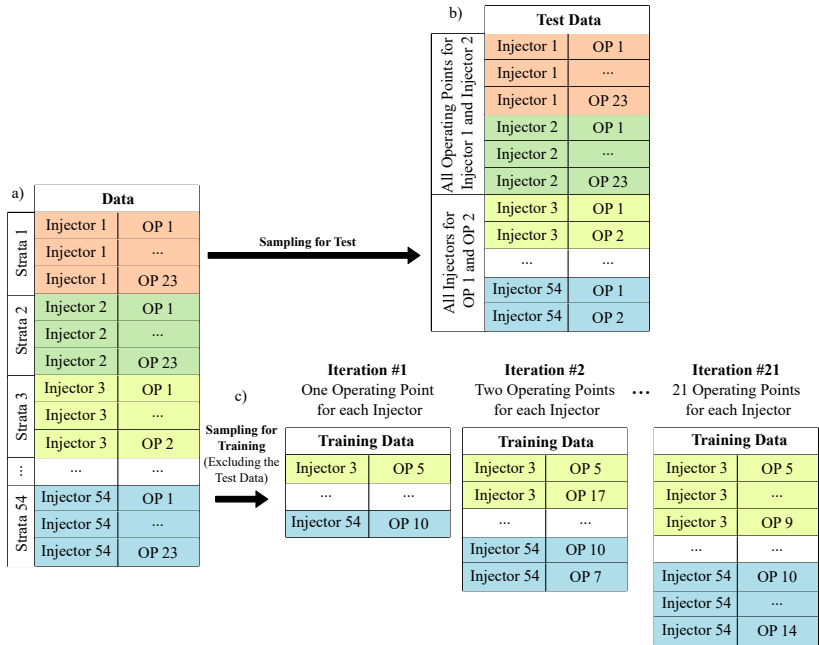 a)
Data
Strata 1
Injector 1 OP 1
Injector 1 ...
Injector 1 OP 23
Strata 2
Injector 2 OP 1
Injector 2 ...
Injector 2 OP 23
Strata 3
Injector 3 OP 1
Injector 3 ...
Injector 3 OP 2
... ... ...
Strata 54
Injector 54 OP 1
Injector 54 ...
Injector 54 OP 23
Sampling for Test
b)
Test Data
All Operating Points for
Injector 1 and Injector 2
Injector 1 OP 1
Injector 1 ...
Injector 1 OP 23
Injector 2 OP 1
Injector 2 ...
Injector 2 OP 23
All Injectors for
OP 1 and OP 2
Injector 3 OP 1
Injector 3 OP 2
... ...
Injector 54 OP 1
Injector 54 OP 2
c)
Sampling for
Training
(Excluding the
Test Data)
Iteration #1
One Operating Point
for each Injector
Training Data
Injector 3 OP 5
... ...
Injector 54 OP 10
Iteration #2
Two Operating Points
for each Injector
Training Data
Injector 3 OP 5
Injector 3 OP 17
... ...
Injector 54 OP 10
Injector 54 OP 7
...
Iteration #21
21 Operating Points
for each Injector
Training Data
Injector 3 OP 5
Injector 3 ...
Injector 3 OP 9
... ...
Injector 54 OP 10
Injector 54 ...
Injector 54 OP 14